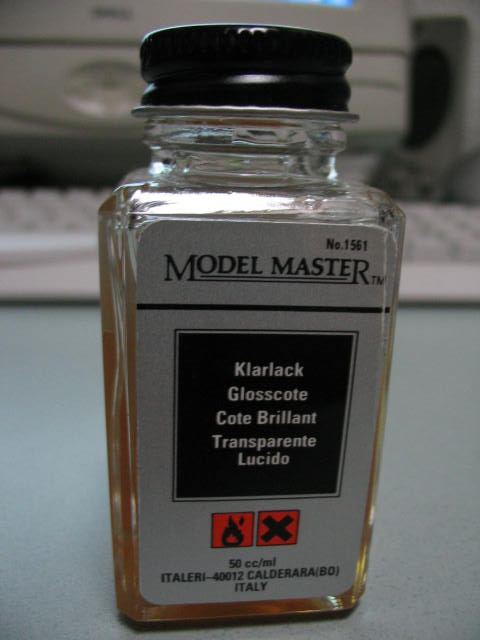 No.1561
MODEL MASTER TM
Klarlack
Glosscote
Cote Brillant
Transparente
Lucido
50 cc/ml
ITALERI-40012 CALDERARA(BO)
ITALY